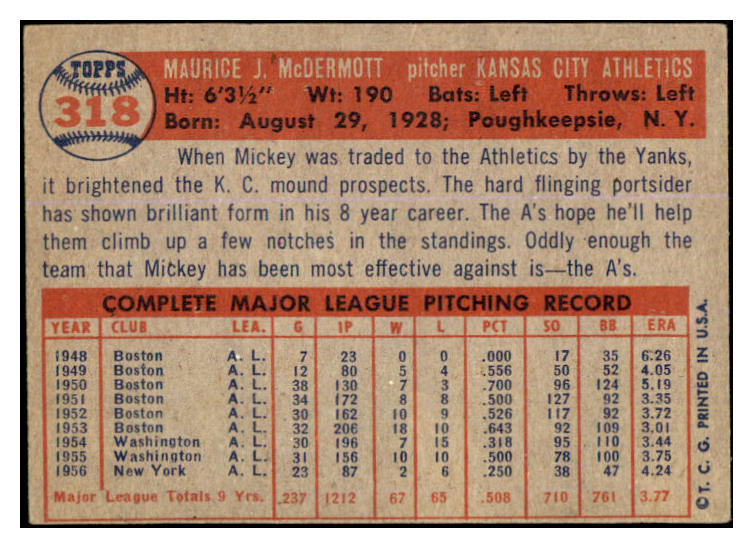 TOPPS
318
MAURICE J. McDERMOTT pitcher KANSAS CITY ATHLETICS
Ht: 6'3½" Wt: 190 Bats: Left Throws: Left
Born: August 29, 1928; Poughkeepsie, N. Y.
When Mickey was traded to the Athletics by the Yanks,
it brightened the K. C. mound prospects. The hard flinging portsider
has shown brilliant form in his 8 year career. The A's hope he'll help
them climb up a few notches in the standings. Oddly enough the
team that Mickey has been most effective against is—the A's.
COMPLETE MAJOR LEAGUE PITCHING RECORD
YEAR CLUB LEA. G IP W L PCT SO BB ERA
1948 Boston A. L. 7 23 0 0 .000 17 35 6.26
1949 Boston A. L. 12 80 5 4 .556 50 52 4.05
1950 Boston A. L. 38 130 7 3 .700 96 124 5.19
1951 Boston A. L. 34 172 8 8 .500 127 92 3.35
1952 Boston A. L. 30 162 10 9 .526 117 92 3.72
1953 Boston A. L. 32 206 18 10 .643 92 109 3.01
1954 Washington A. L. 30 196 7 15 .318 95 110 3.44
1955 Washington A. L. 31 156 10 10 .500 78 100 3.75
1956 New York A. L. 23 87 2 6 .250 38 47 4.24
Major League Totals 9 Yrs. .237 1212 67 65 .508 710 761 3.77
© T. C. G. PRINTED IN U.S.A.